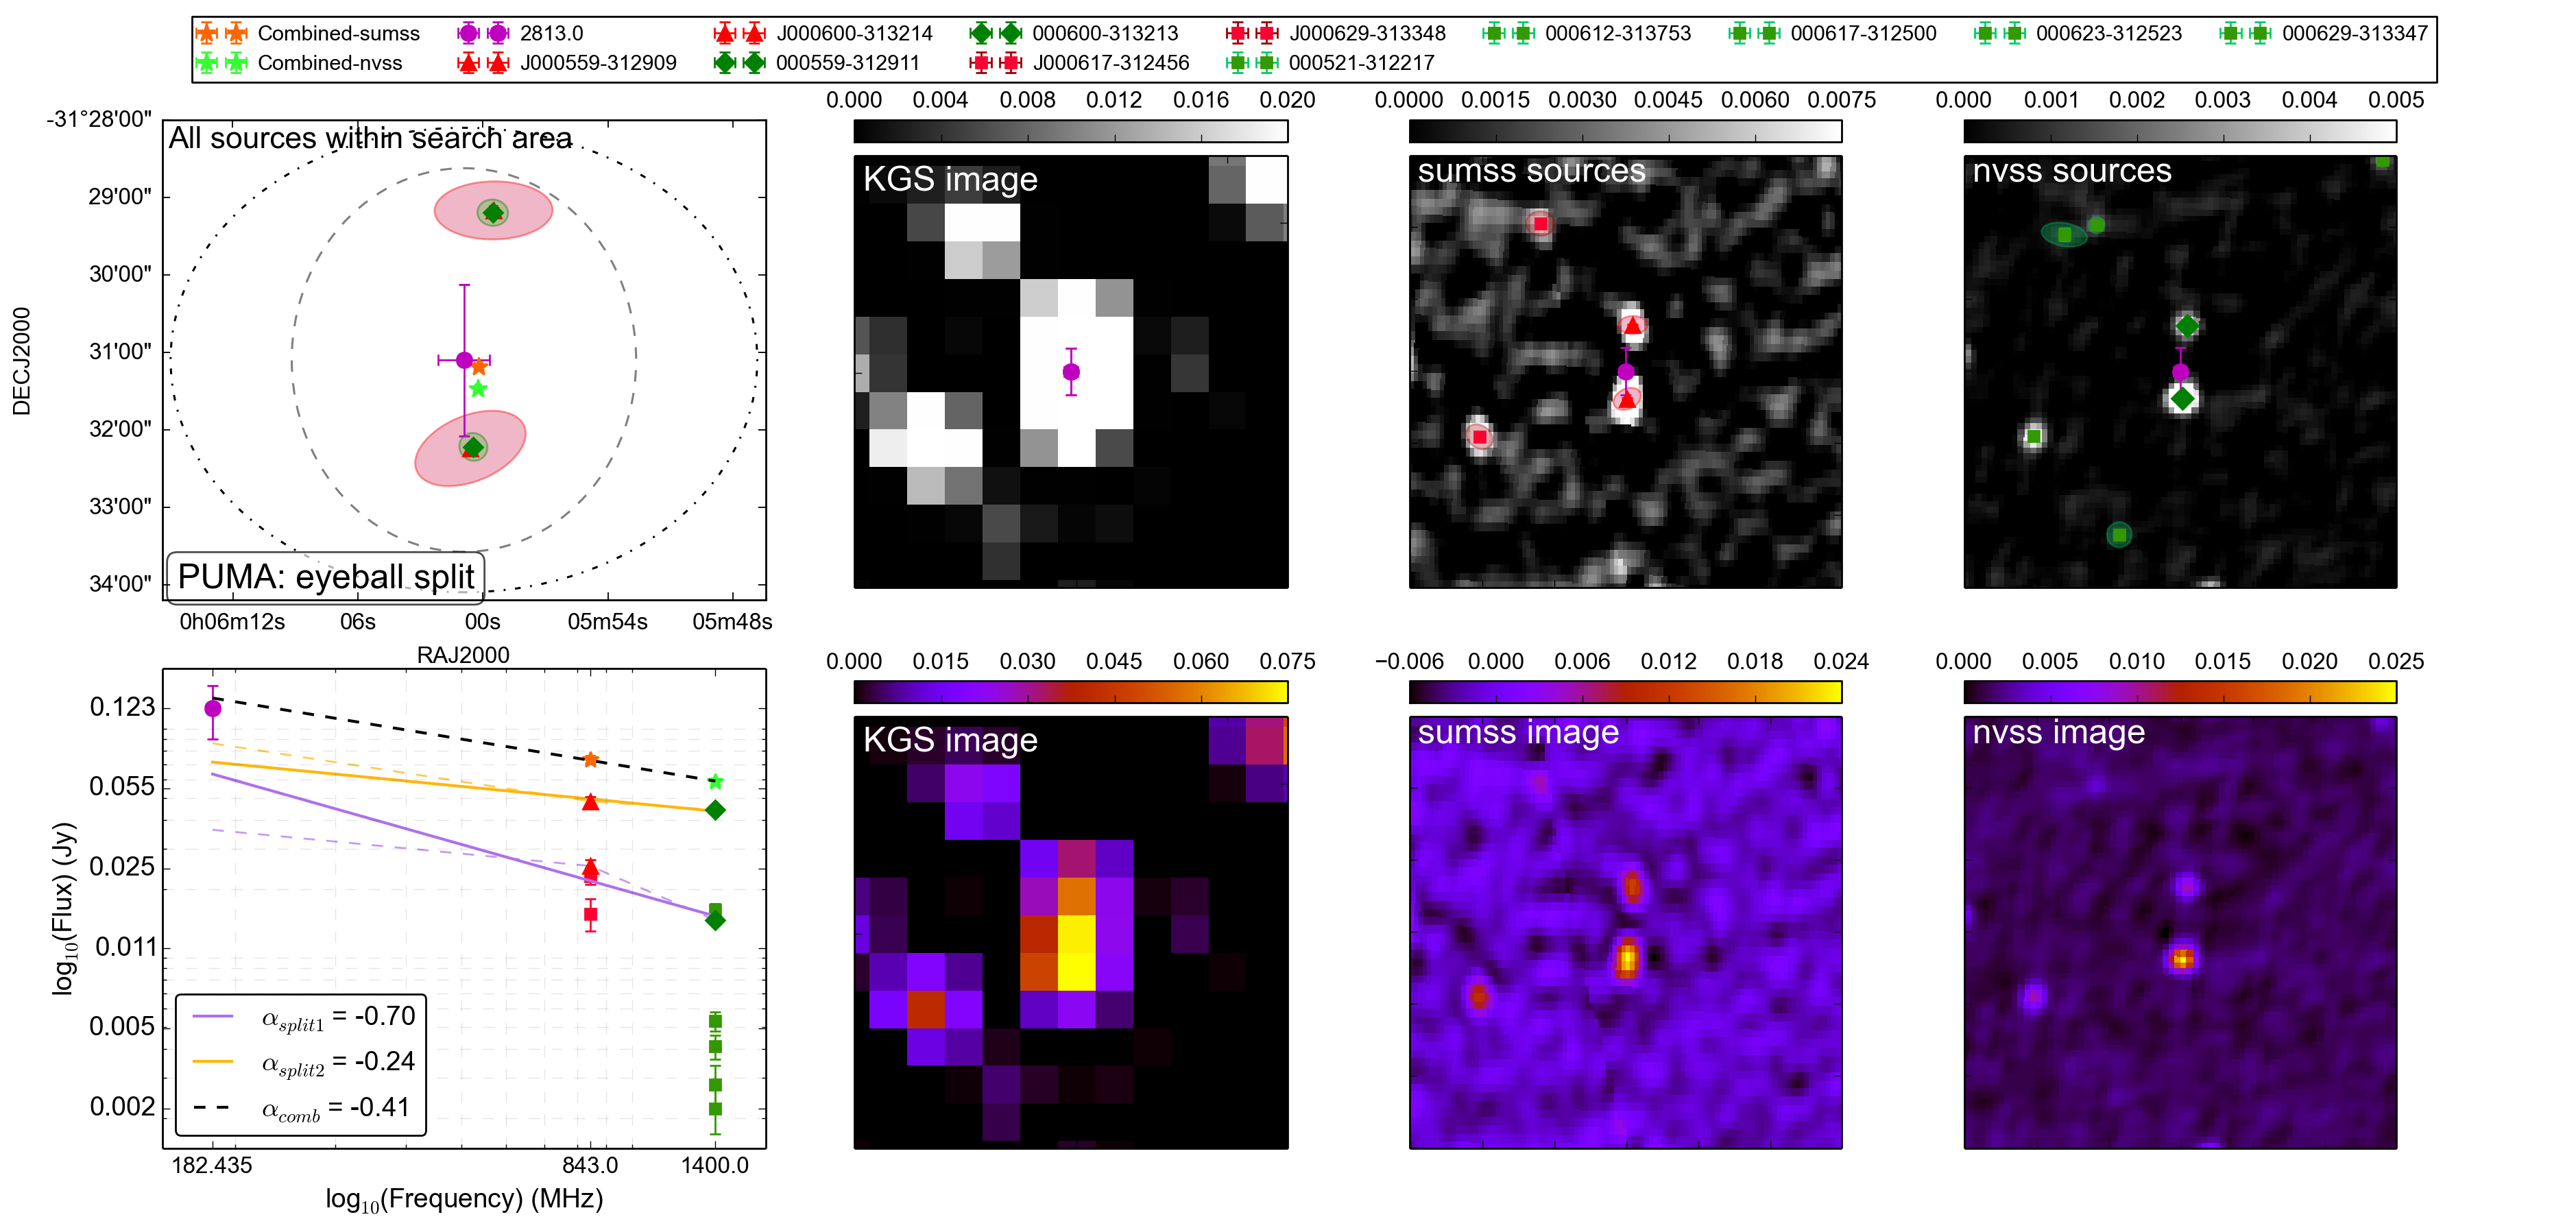 Combined-sumss 2813.0 J000600-313214 000600-313213 J000629-313348 000612-313753 000617-312500 000623-312523 000629-313347
Combined-nvss J000559-312909 000559-312911 J000617-312456 000521-312217
0.000 0.004 0.008 0.012 0.016 0.020
0.0000 0.0015 0.0030 0.0045 0.0060 0.0075
0.000 0.001 0.002 0.003 0.004 0.005
-31°28'00"
29'00"
30'00"
31'00"
32'00"
33'00"
34'00"
DECJ2000
All sources within search area
PUMA: eyeball split
0h06m12s 06s 00s 05m54s 05m48s
RAJ2000
KGS image
sumss sources
nvss sources
0.000 0.015 0.030 0.045 0.060 0.075
−0.006 0.000 0.006 0.012 0.018 0.024
0.000 0.005 0.010 0.015 0.020 0.025
0.123
0.055
0.025
0.011
0.005
0.002
log10(Flux) (Jy)
αsplit1 = -0.70
αsplit2 = -0.24
αcomb = -0.41
182.435 843.0 1400.0
log10(Frequency) (MHz)
KGS image
sumss image
nvss image